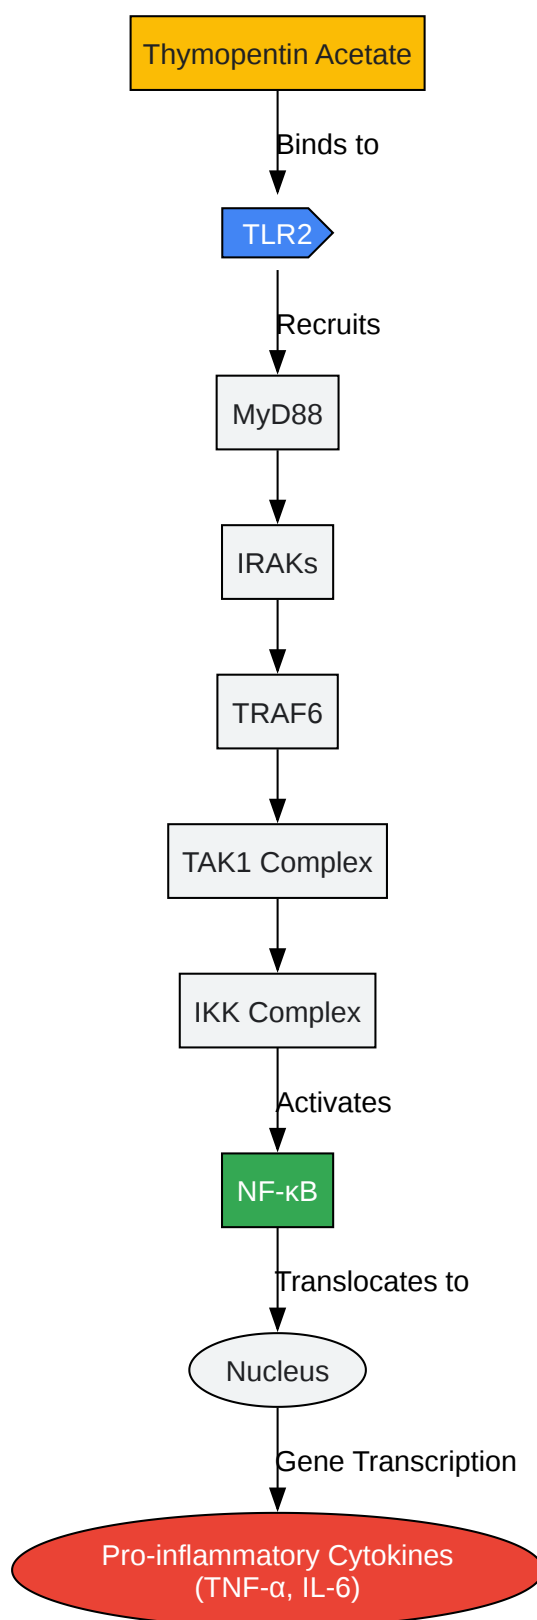 Thymopentin Acetate
Binds to
TLR2
Recruits
MyD88
IRAKs
TRAF6
TAK1 Complex
IKK Complex
Activates
NF-κB
Translocates to
Nucleus
Gene Transcription
Pro-inflammatory Cytokines
(TNF-α, IL-6)